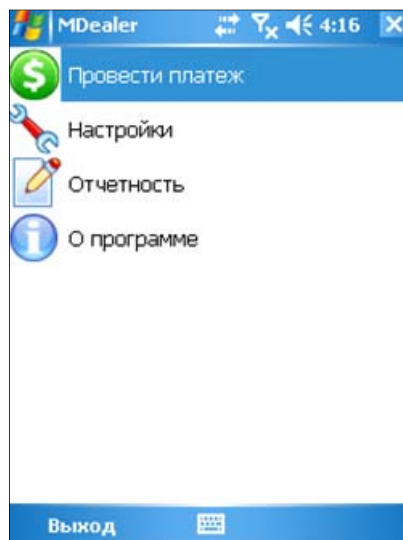 MDealer 4:16
Провести платеж
Настройки
Отчетность
О программе
Выход